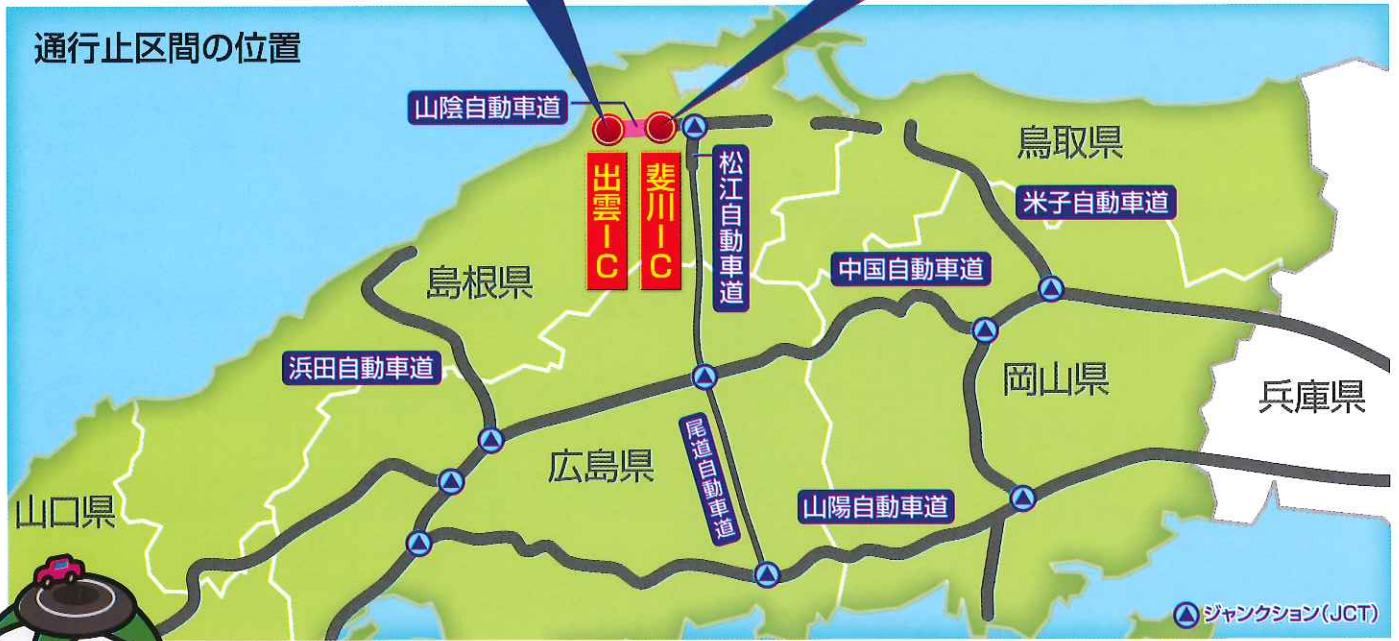 通行止区間の位置
山陰自動車道
出雲IC
斐川IC
松江自動車道
鳥取県
米子自動車道
中国自動車道
島根県
浜田自動車道
岡山県
兵庫県
広島県
尾道自動車道
山陽自動車道
山口県
ジャンクション(JCT)